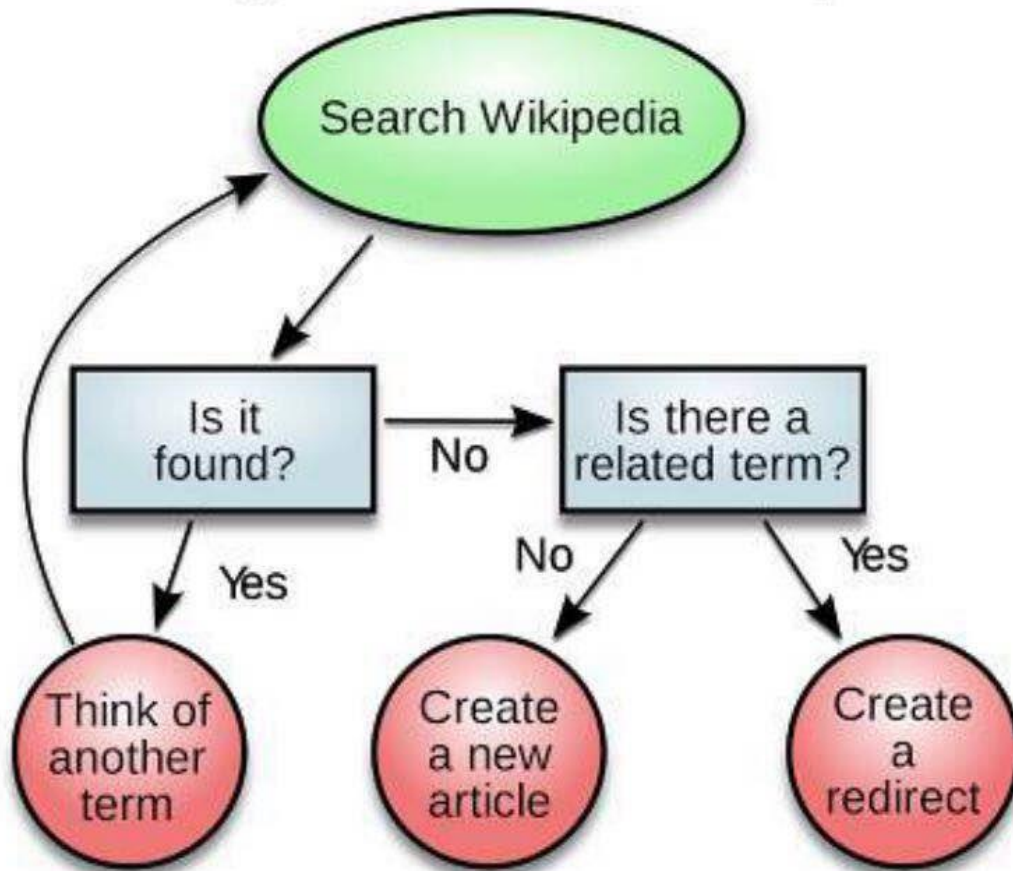 Search Wikipedia
Is it
found?
No
Is there a
related term?
Yes
No
Yes
Think of
another
term
Create
a new
article
Create
a
redirect